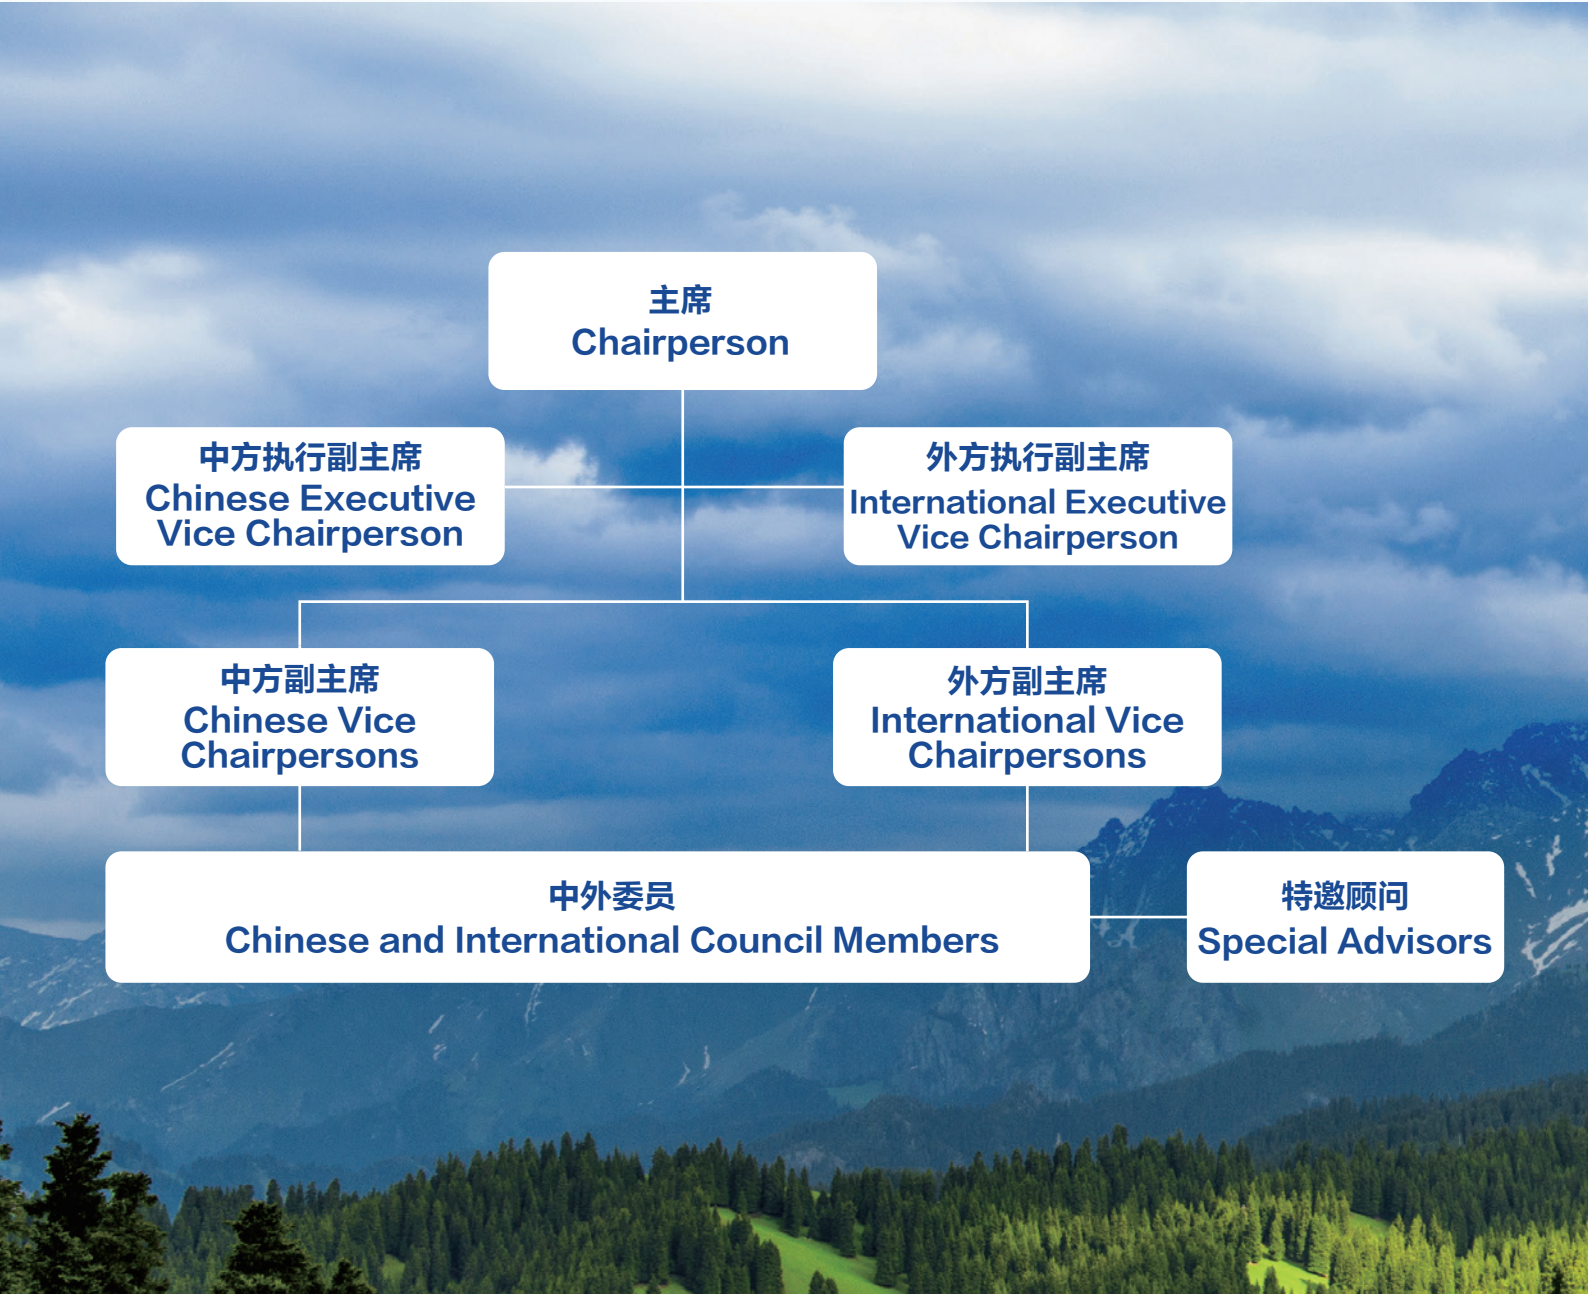 主席
Chairperson
中方执行副主席
Chinese Executive
Vice Chairperson
外方执行副主席
International Executive
Vice Chairperson
中方副主席
Chinese Vice
Chairpersons
外方副主席
International Vice
Chairpersons
中外委员
Chinese and International Council Members
特邀顾问
Special Advisors